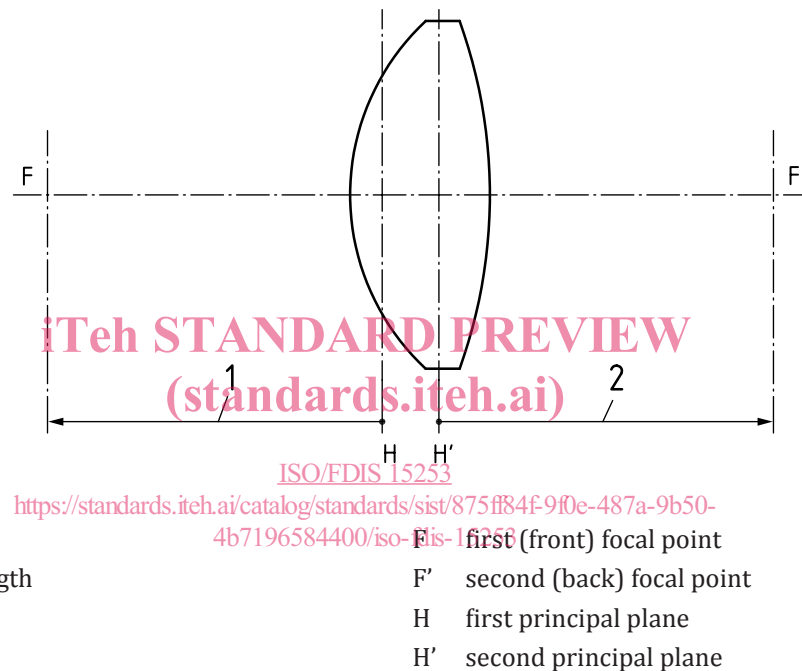 F F
iTeh STANDARD PREVIEW
1 2
(standards.iteh.ai)
H H'
ISO/FDIS 15253
https://standards.iteh.ai/catalog/standards/sist/875ff84f-9f0e-487a-9b50-
4b7196584400/iso-fdis-15253
F first (front) focal point
gth F' second (back) focal point
H first principal plane
H' second principal plane